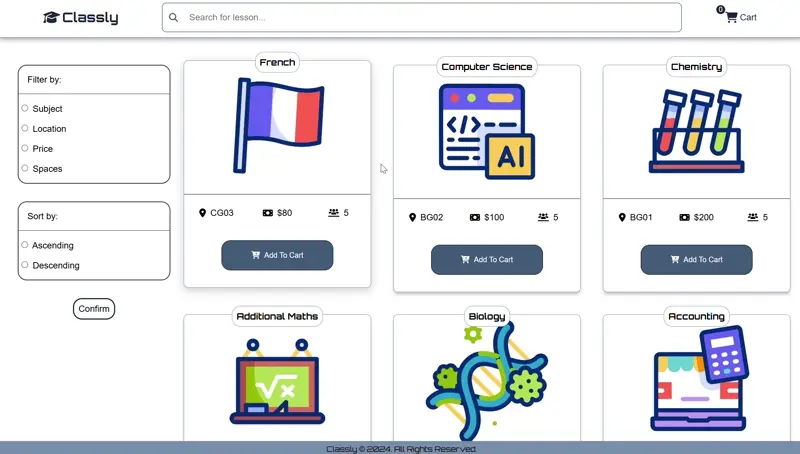 Classly
Search for lesson...
0
Cart
Filter by:
Subject
Location
Price
Spaces
Sort by:
Ascending
Descending
Confirm
French
CG03 $80 5
Add To Cart
Computer Science
</> AI
BG02 $100 5
Add To Cart
Chemistry
BG01 $200 5
Add To Cart
Additional Maths
√x
Biology
Accounting
Classly © 2024. All Rights Reserved.